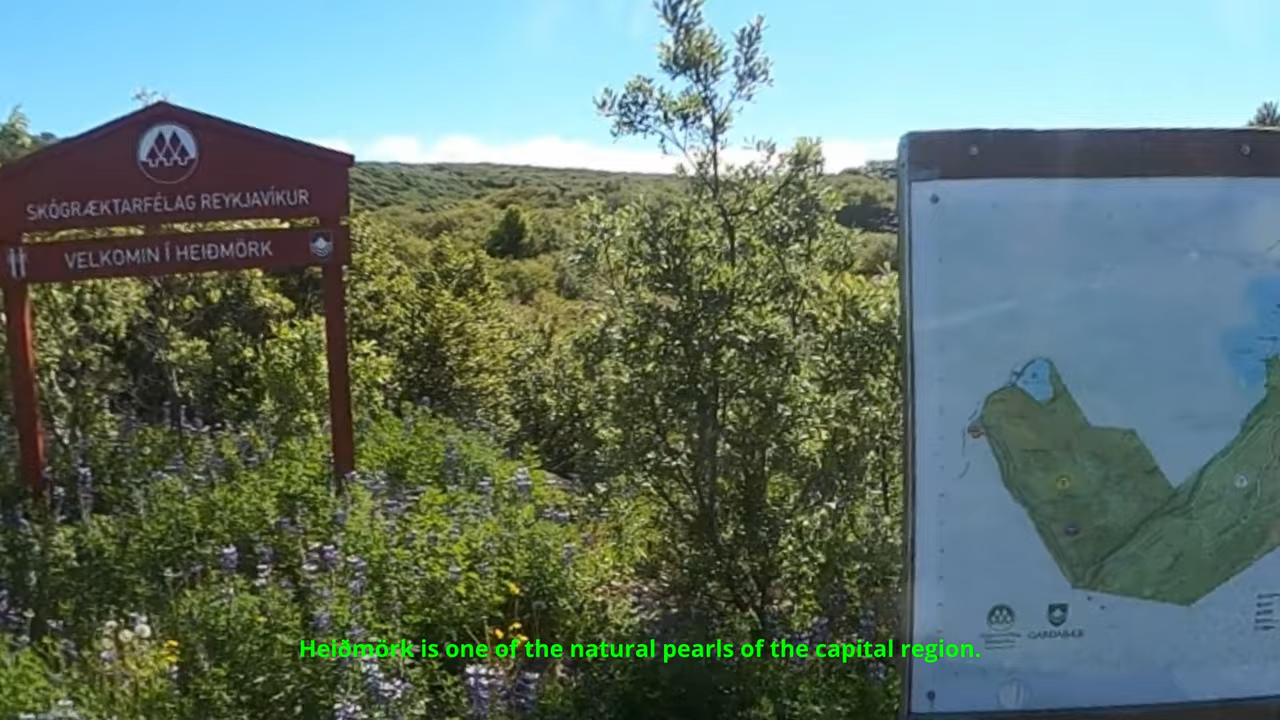 SKÓGRÆKTARFÉLAG REYKJAVÍKUR
VELKOMIN Í HEIÐMÖRK
GARÐABÆR
Heiðmörk is one of the natural pearls of the capital region.